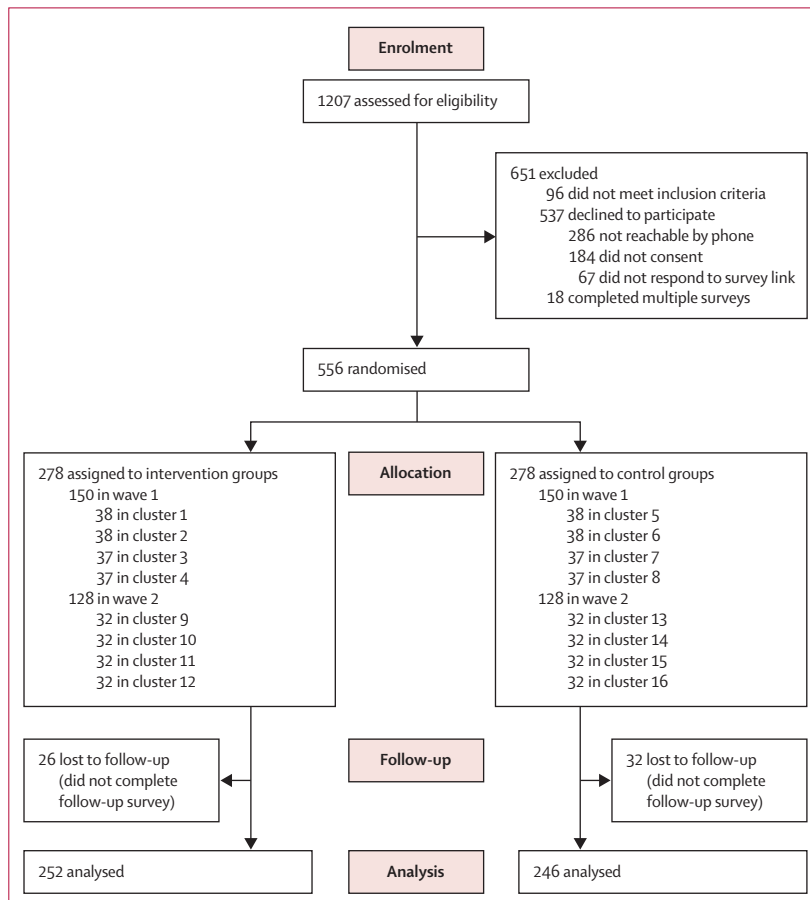 Enrolment
1207 assessed for eligibility
651 excluded
96 did not meet inclusion criteria
537 declined to participate
286 not reachable by phone
184 did not consent
67 did not respond to survey link
18 completed multiple surveys
556 randomised
278 assigned to intervention groups
150 in wave 1
38 in cluster 1
38 in cluster 2
37 in cluster 3
37 in cluster 4
128 in wave 2
32 in cluster 9
32 in cluster 10
32 in cluster 11
32 in cluster 12
Allocation
278 assigned to control groups
150 in wave 1
38 in cluster 5
38 in cluster 6
37 in cluster 7
37 in cluster 8
128 in wave 2
32 in cluster 13
32 in cluster 14
32 in cluster 15
32 in cluster 16
26 lost to follow-up
(did not complete
follow-up survey)
Follow-up
32 lost to follow-up
(did not complete
follow-up survey)
252 analysed
Analysis
246 analysed